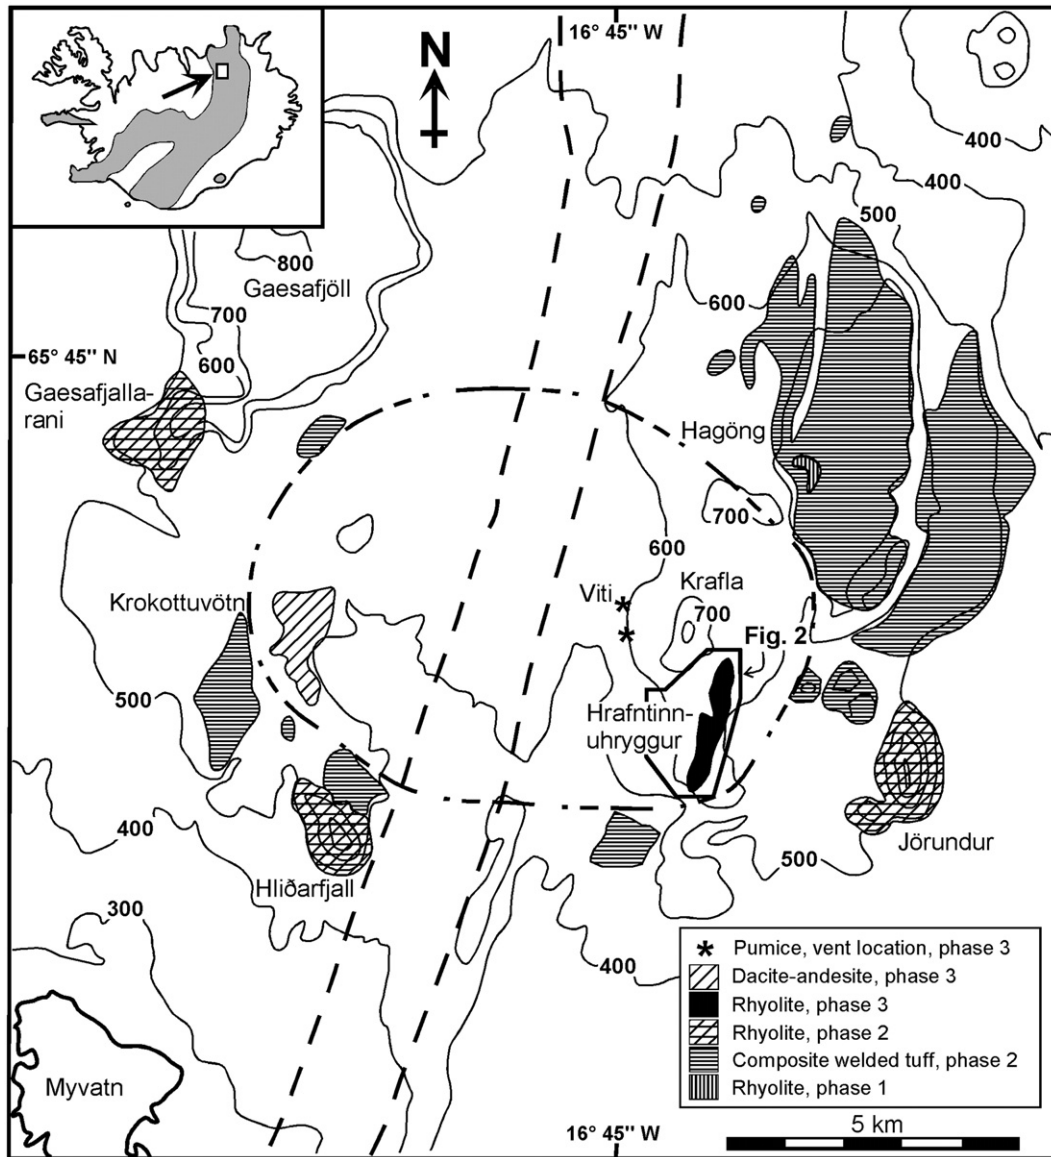 16° 45" W
N
400
400
500
800
Gaesafjöll
700
600
600
65° 45" N
Gaesafjalla-
rani
Hagöng
700
600
Krokottuvötn
Viti
Krafla
700
Fig. 2
500
Hrafntinn-
uhryggur
400
Jörundur
500
Hliðarfjall
300
400
Myvatn
* Pumice, vent location, phase 3
Dacite-andesite, phase 3
Rhyolite, phase 3
Rhyolite, phase 2
Composite welded tuff, phase 2
Rhyolite, phase 1
16° 45" W
5 km